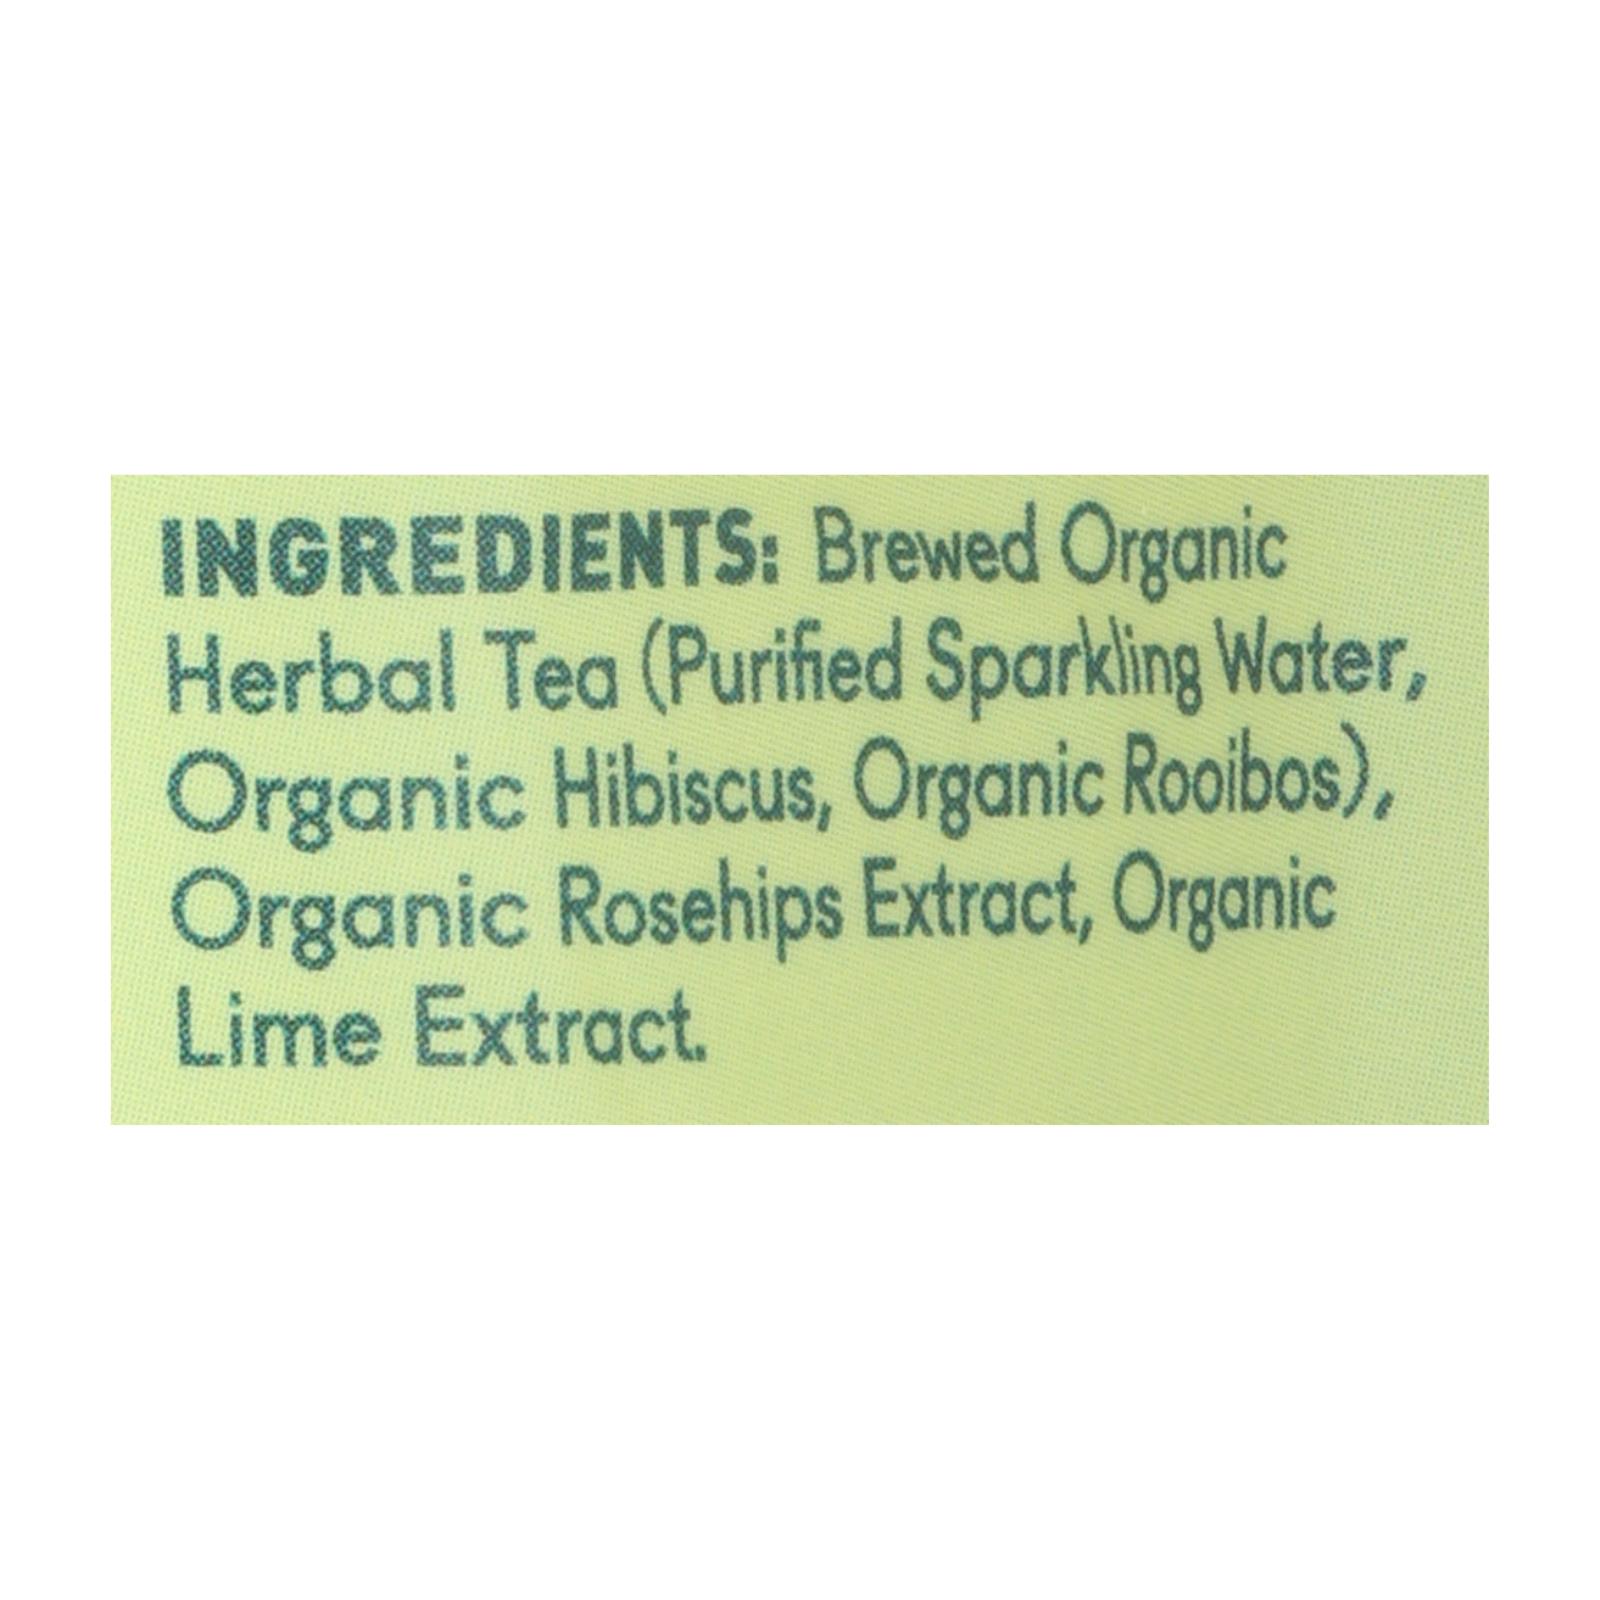 INGREDIENTS: Brewed Organic
Herbal Tea (Purified Sparkling Water,
Organic Hibiscus, Organic Rooibos),
Organic Rosehips Extract, Organic
Lime Extract.